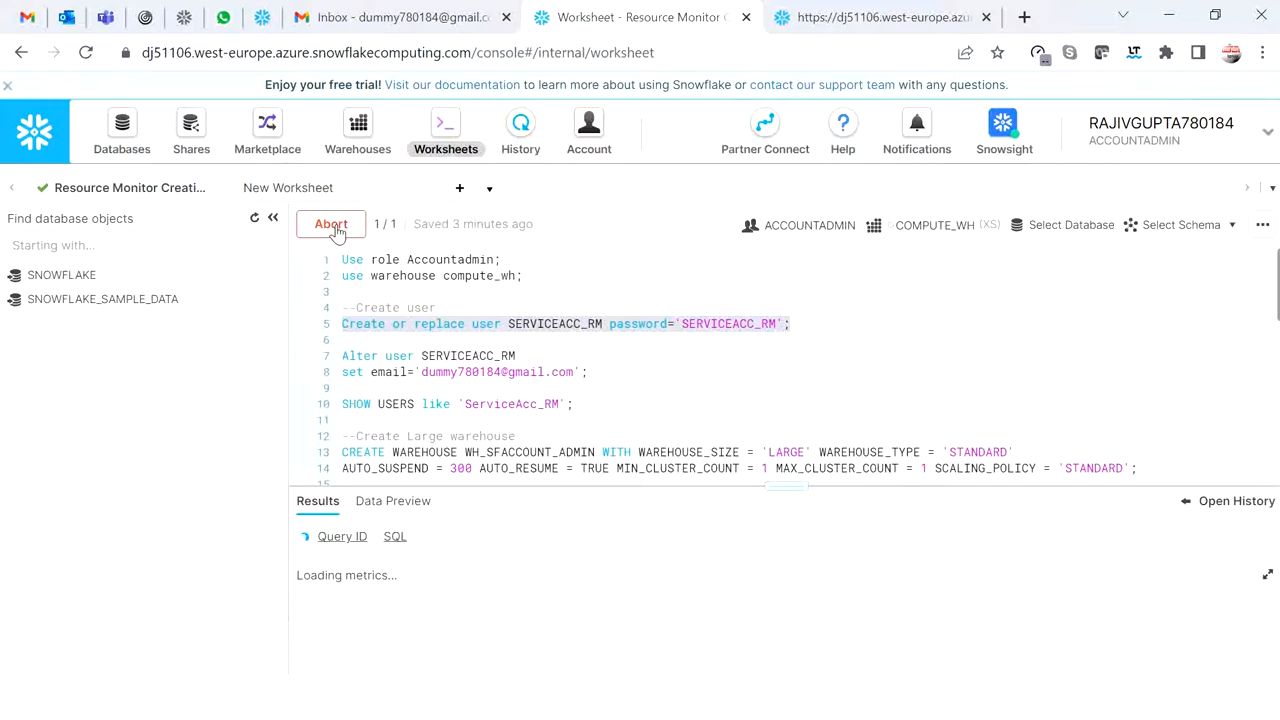 Inbox - dummy780184@gmail.c
Worksheet - Resource Monitor C
https://dj51106.west-europe.azu
dj51106.west-europe.azure.snowflakecomputing.com/console#/internal/worksheet
Enjoy your free trial! Visit our documentation to learn more about using Snowflake or contact our support team with any questions.
Databases
Shares
Marketplace
Warehouses
Worksheets
History
Account
Partner Connect
Help
Notifications
Snowsight
RAJIVGUPTA780184
ACCOUNTADMIN
Resource Monitor Creati...
New Worksheet
Find database objects
Starting with...
SNOWFLAKE
SNOWFLAKE_SAMPLE_DATA
Abort 1 / 1 Saved 3 minutes ago
ACCOUNTADMIN COMPUTE_WH (XS) Select Database Select Schema
1 Use role Accountadmin;
2 use warehouse compute_wh;
3
4 --Create user
5 Create or replace user SERVICEACC_RM password='SERVICEACC_RM';
6
7 Alter user SERVICEACC_RM
8 set email='dummy780184@gmail.com';
9
10 SHOW USERS like 'ServiceAcc_RM';
11
12 --Create Large warehouse
13 CREATE WAREHOUSE WH_SFACCOUNT_ADMIN WITH WAREHOUSE_SIZE = 'LARGE' WAREHOUSE_TYPE = 'STANDARD'
14 AUTO_SUSPEND = 300 AUTO_RESUME = TRUE MIN_CLUSTER_COUNT = 1 MAX_CLUSTER_COUNT = 1 SCALING_POLICY = 'STANDARD';
15
Results Data Preview
Open History
Query ID SQL
Loading metrics...